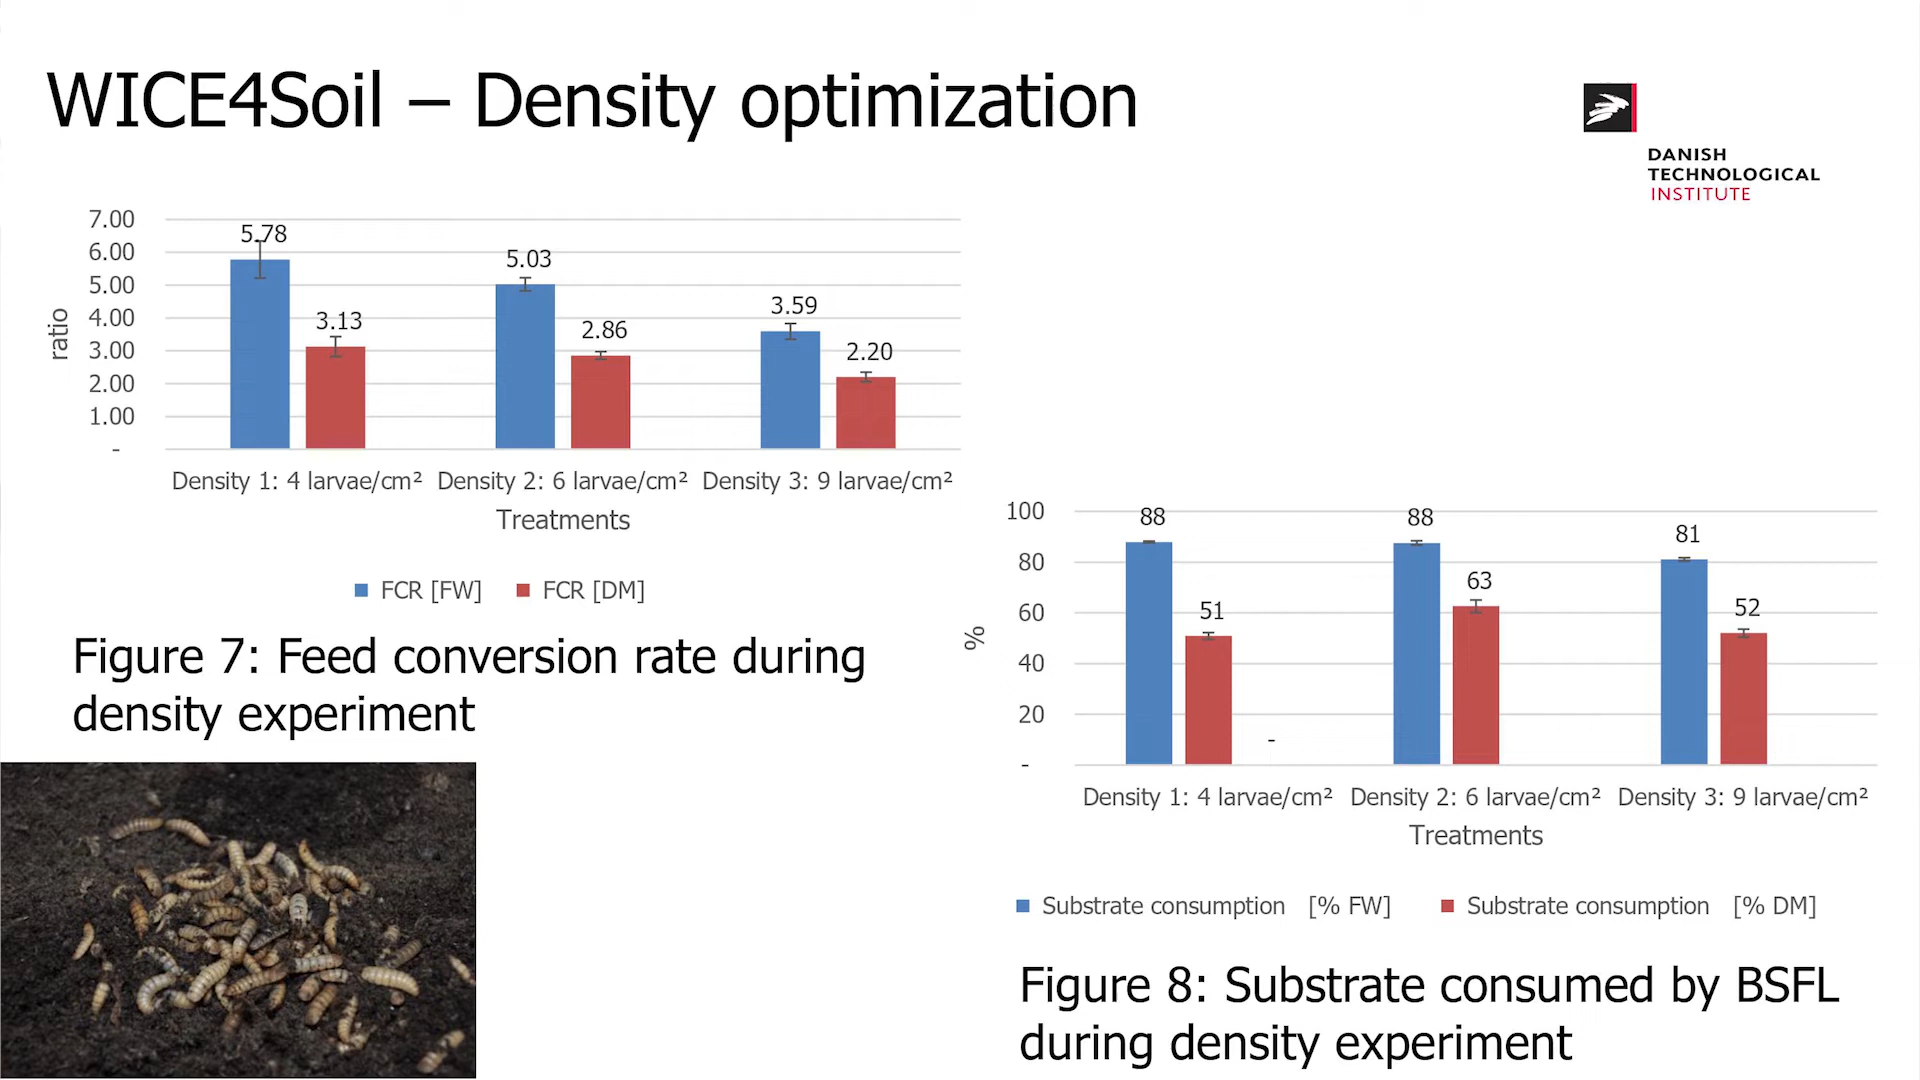 WICE4Soil – Density optimization
DANISH
TECHNOLOGICAL
INSTITUTE
7.00
6.00
5.00
4.00
3.00
2.00
1.00
-
ratio
5.78
3.13
5.03
2.86
3.59
2.20
Density 1: 4 larvae/cm² Density 2: 6 larvae/cm² Density 3: 9 larvae/cm²
Treatments
FCR [FW] FCR [DM]
Figure 7: Feed conversion rate during
density experiment
100
80
60
40
20
-
%
88
51
-
88
63
81
52
Density 1: 4 larvae/cm² Density 2: 6 larvae/cm² Density 3: 9 larvae/cm²
Treatments
Substrate consumption [% FW] Substrate consumption [% DM]
Figure 8: Substrate consumed by BSFL
during density experiment